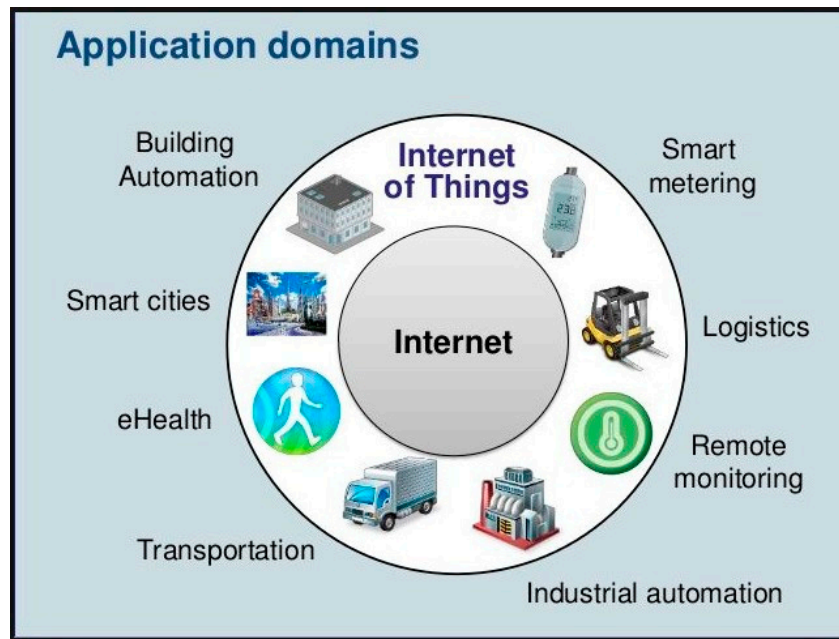 Application domains
Building
Automation
Internet
of Things
Smart
metering
Smart cities
Internet
Logistics
eHealth
Remote
monitoring
Transportation
Industrial automation